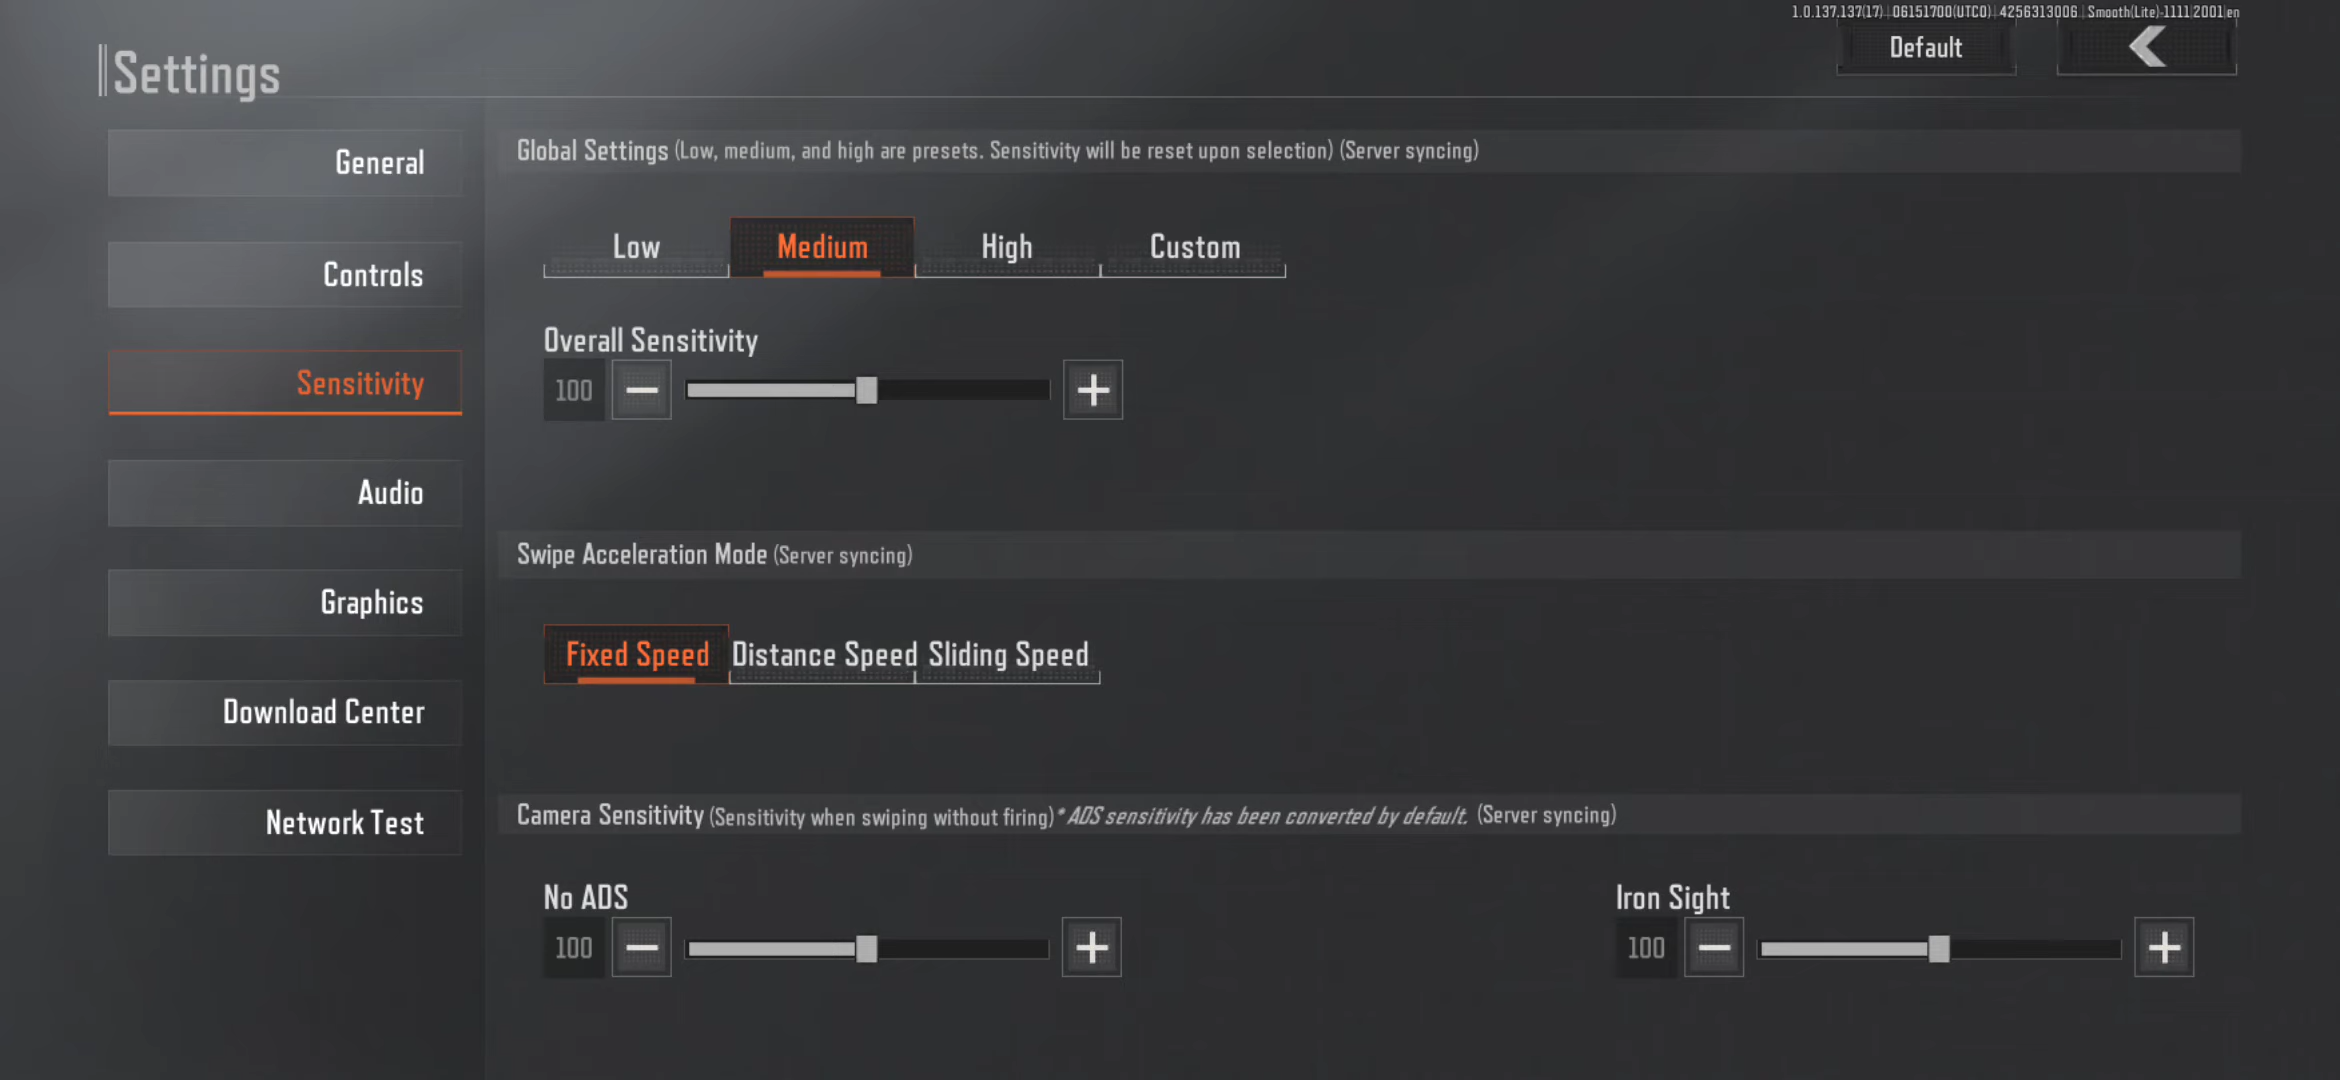 1.0.137.137(17) | 06151700(UTC0) | 4256313006 | Smooth(Lite)-1111|2001|en
Settings
Default
General
Controls
Sensitivity
Audio
Graphics
Download Center
Network Test
Global Settings (Low, medium, and high are presets. Sensitivity will be reset upon selection) (Server syncing)
Low Medium High Custom
Overall Sensitivity
100
Swipe Acceleration Mode (Server syncing)
Fixed Speed Distance Speed Sliding Speed
Camera Sensitivity (Sensitivity when swiping without firing)* ADS sensitivity has been converted by default. (Server syncing)
No ADS
100
Iron Sight
100